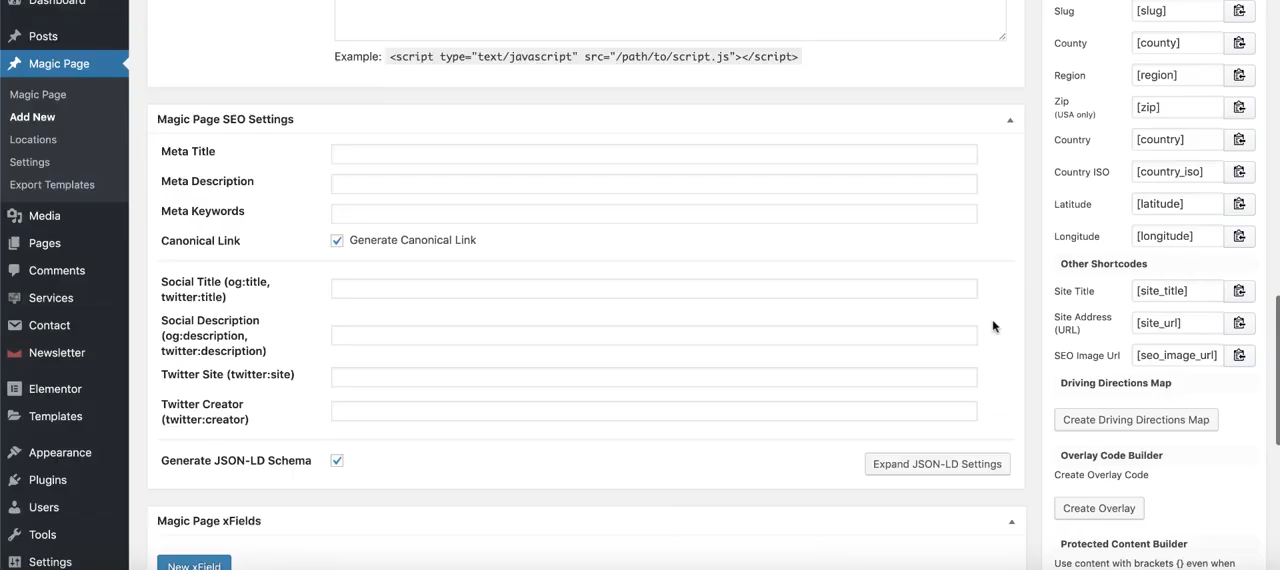 Dashboard
Posts
Magic Page
Magic Page
Add New
Locations
Settings
Export Templates
Media
Pages
Comments
Services
Contact
Newsletter
Elementor
Templates
Appearance
Plugins
Users
Tools
Settings
Example: <script type="text/javascript" src="/path/to/script.js"></script>
Magic Page SEO Settings
Meta Title
Meta Description
Meta Keywords
Canonical Link
Generate Canonical Link
Social Title (og:title,
twitter:title)
Social Description
(og:description,
twitter:description)
Twitter Site (twitter:site)
Twitter Creator
(twitter:creator)
Generate JSON-LD Schema
Expand JSON-LD Settings
Magic Page xFields
New xField
Slug [slug]
County [county]
Region [region]
Zip [zip]
(USA only)
Country [country]
Country ISO [country_iso]
Latitude [latitude]
Longitude [longitude]
Other Shortcodes
Site Title [site_title]
Site Address [site_url]
(URL)
SEO Image Url [seo_image_url]
Driving Directions Map
Create Driving Directions Map
Overlay Code Builder
Create Overlay Code
Create Overlay
Protected Content Builder
Use content with brackets {} even when